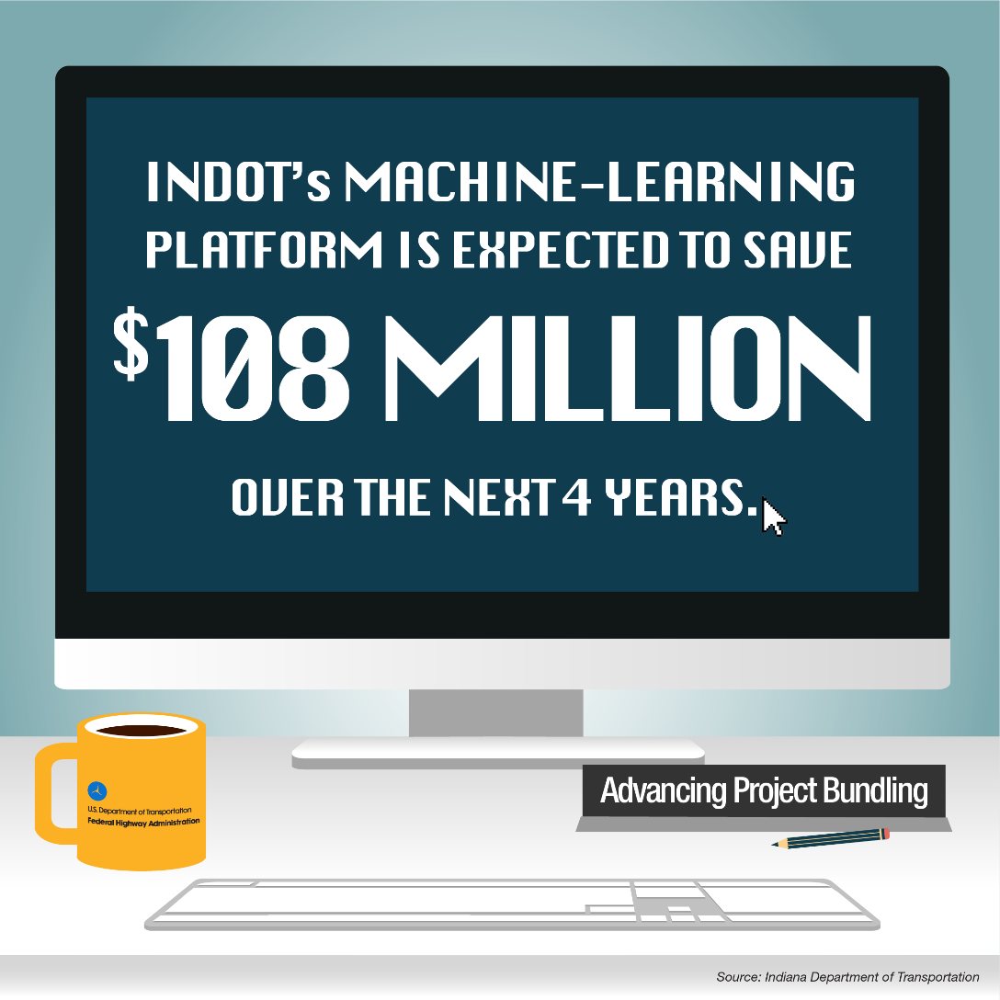 INDOT's MACHINE-LEARNING
PLATFORM IS EXPECTED TO SAVE
$108 MILLION
OVER THE NEXT 4 YEARS.
U.S. Department of Transportation
Federal Highway Administration
Advancing Project Bundling
Source: Indiana Department of Transportation